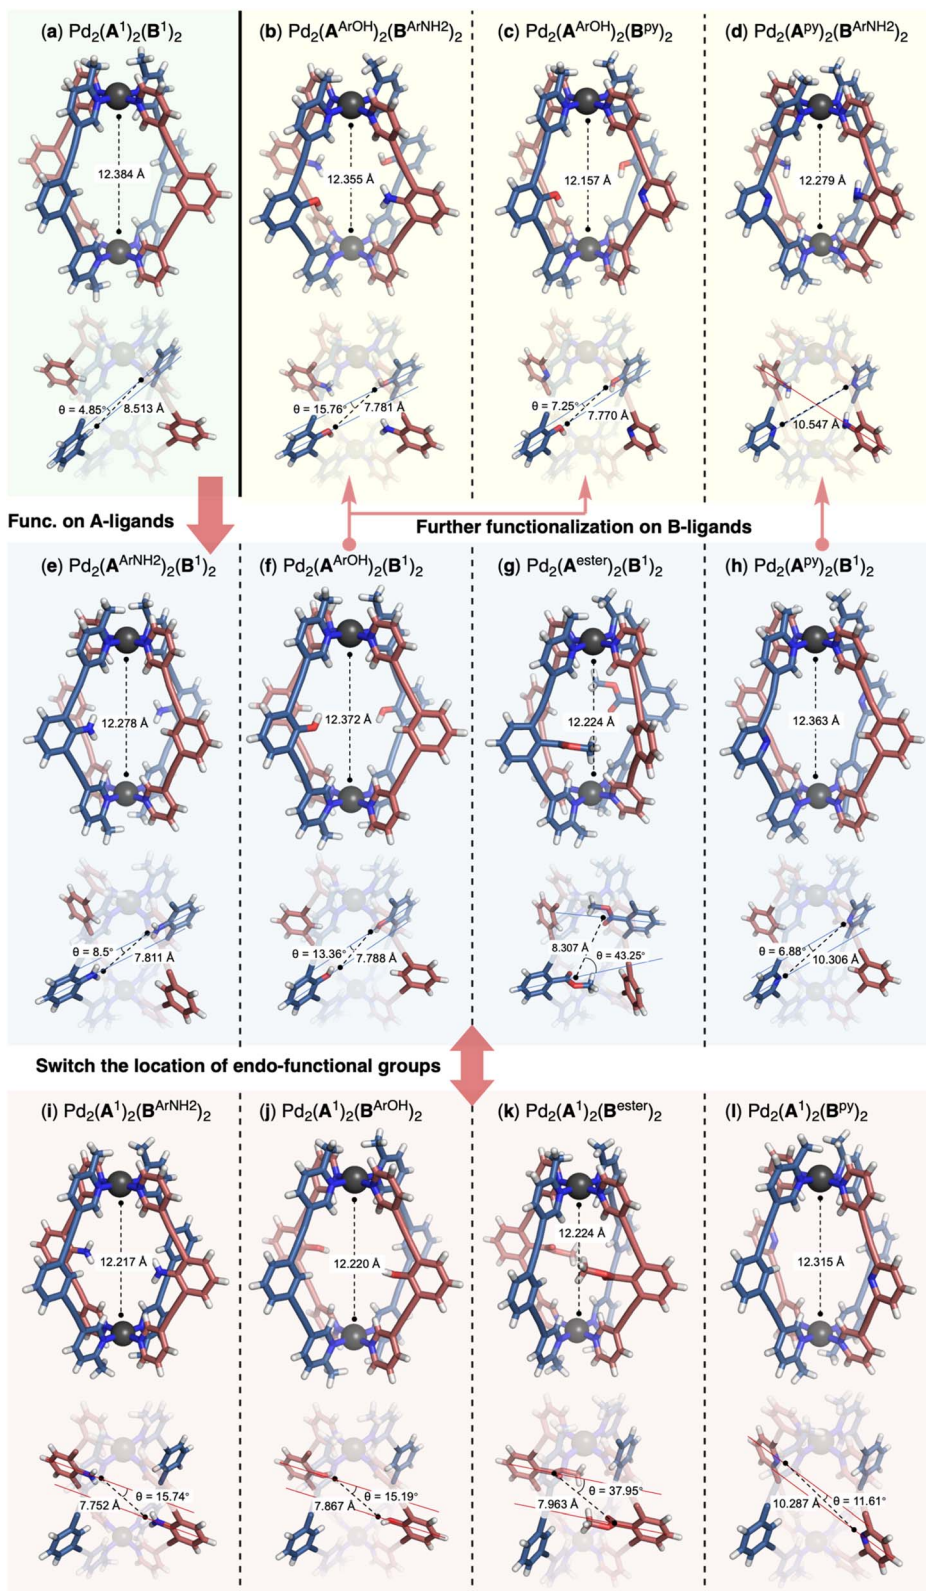 (a) Pd2(A1)2(B1)2
(b) Pd2(AArOH)2(BArNH2)2
(c) Pd2(AArOH)2(Bpy)2
(d) Pd2(Apy)2(BArNH2)2
12.384 Å
12.355 Å
12.157 Å
12.279 Å
θ = 4.85°
8.513 Å
θ = 15.76°
7.781 Å
θ = 7.25°
7.770 Å
10.547 Å
Func. on A-ligands
Further functionalization on B-ligands
(e) Pd2(AArNH2)2(B1)2
(f) Pd2(AArOH)2(B1)2
(g) Pd2(Aester)2(B1)2
(h) Pd2(Apy)2(B1)2
12.278 Å
12.372 Å
12.224 Å
12.363 Å
θ = 8.5°
7.811 Å
θ = 13.36°
7.788 Å
8.307 Å
θ = 43.25°
θ = 6.88°
10.306 Å
Switch the location of endo-functional groups
(i) Pd2(A1)2(BArNH2)2
(j) Pd2(A1)2(BArOH)2
(k) Pd2(A1)2(Bester)2
(l) Pd2(A1)2(Bpy)2
12.217 Å
12.220 Å
12.224 Å
12.315 Å
7.752 Å
θ = 15.74°
7.867 Å
θ = 15.19°
7.963 Å
θ = 37.95°
10.287 Å
θ = 11.61°